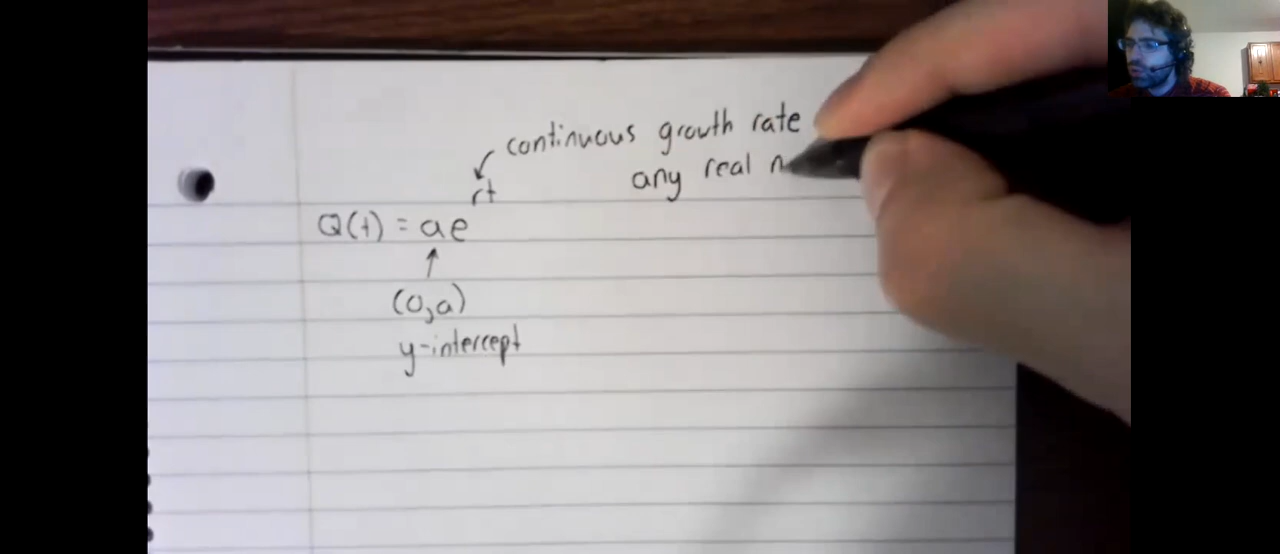 continuous growth rate
any real
rt
Q(t) = ae
(0,a)
y-intercept